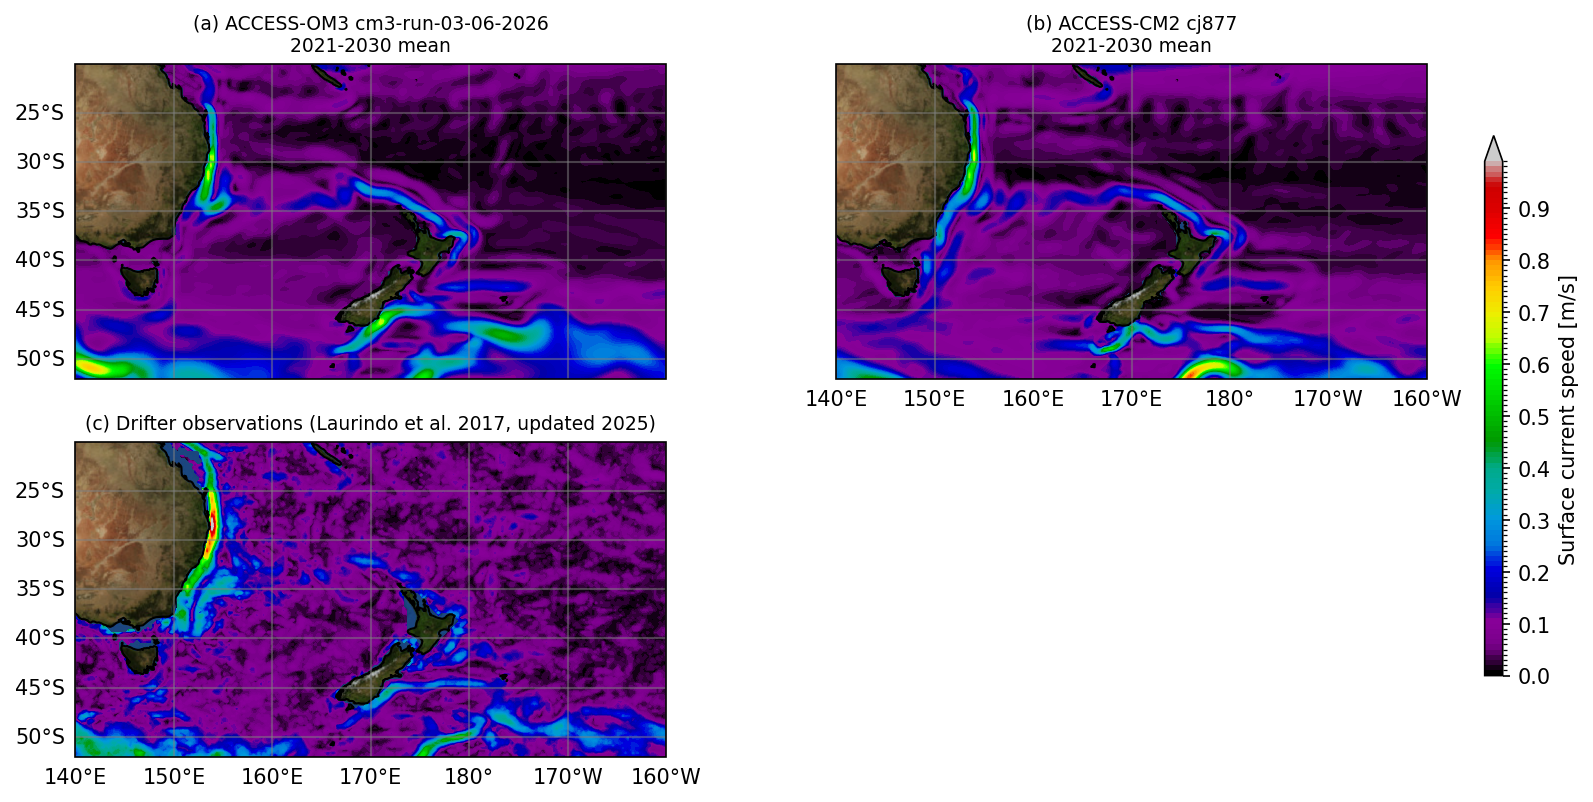 (a) ACCESS-OM3 cm3-run-03-06-2026
2021-2030 mean
(b) ACCESS-CM2 cj877
2021-2030 mean
25°S
30°S
35°S
40°S
45°S
50°S
140°E 150°E 160°E 170°E 180° 170°W 160°W
(c) Drifter observations (Laurindo et al. 2017, updated 2025)
25°S
30°S
35°S
40°S
45°S
50°S
140°E 150°E 160°E 170°E 180° 170°W 160°W
0.9
0.8
0.7
0.6
0.5
0.4
0.3
0.2
0.1
0.0
Surface current speed [m/s]